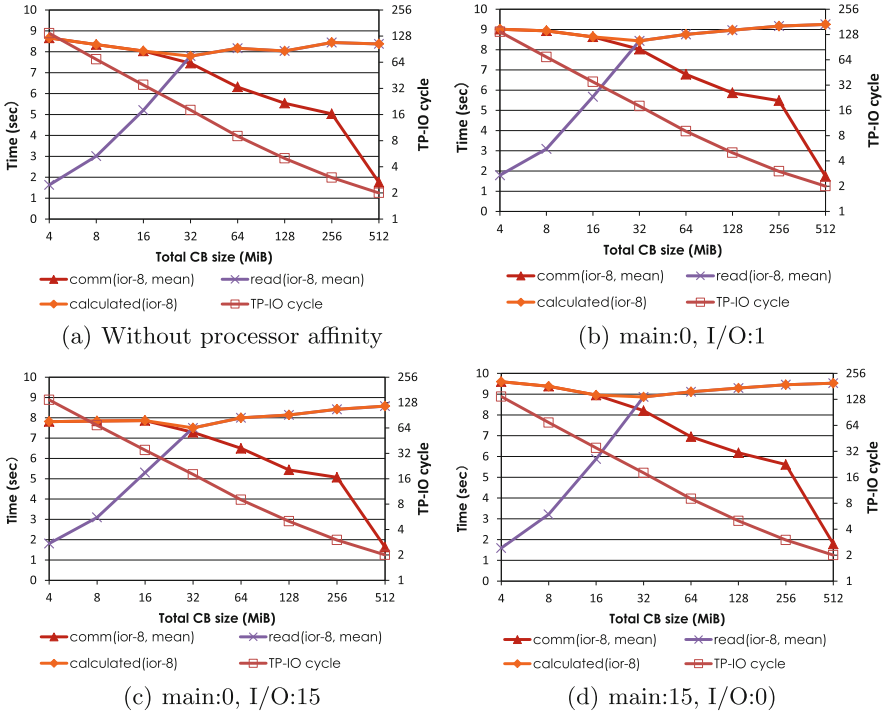 10
9
8
7
6
5
4
3
2
1
0
Time (sec)
256
128
64
32
16
8
4
2
1
TP-IO cycle
4 8 16 32 64 128 256 512
Total CB size (MiB)
comm(ior-8, mean) read(ior-8, mean)
calculated(ior-8) TP-IO cycle
(a) Without processor affinity
10
9
8
7
6
5
4
3
2
1
0
Time (sec)
256
128
64
32
16
8
4
2
1
TP-IO cycle
4 8 16 32 64 128 256 512
Total CB size (MiB)
comm(ior-8, mean) read(ior-8, mean)
calculated(ior-8) TP-IO cycle
(b) main:0, I/O:1
10
9
8
7
6
5
4
3
2
1
0
Time (sec)
256
128
64
32
16
8
4
2
1
TP-IO cycle
4 8 16 32 64 128 256 512
Total CB size (MiB)
comm(ior-8, mean) read(ior-8, mean)
calculated(ior-8) TP-IO cycle
(c) main:0, I/O:15
10
9
8
7
6
5
4
3
2
1
0
Time (sec)
256
128
64
32
16
8
4
2
1
TP-IO cycle
4 8 16 32 64 128 256 512
Total CB size (MiB)
comm(ior-8, mean) read(ior-8, mean)
calculated(ior-8) TP-IO cycle
(d) main:15, I/O:0)